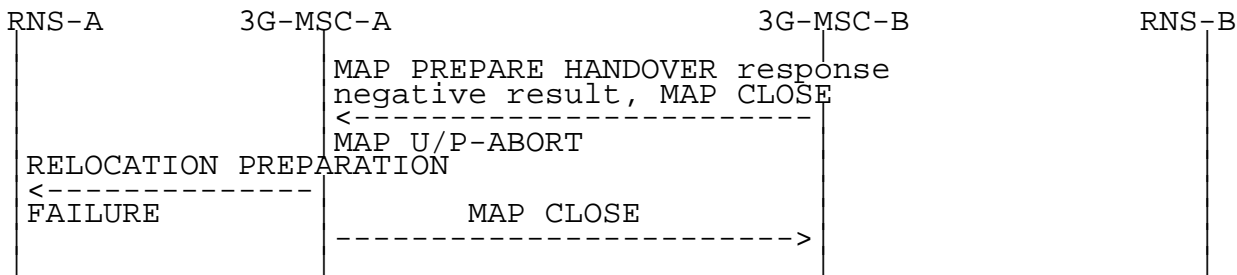 RNS-A 3G-MSC-A 3G-MSC-B RNS-B
MAP PREPARE HANDOVER response
negative result, MAP CLOSE
MAP U/P-ABORT
RELOCATION PREPARATION
FAILURE MAP CLOSE